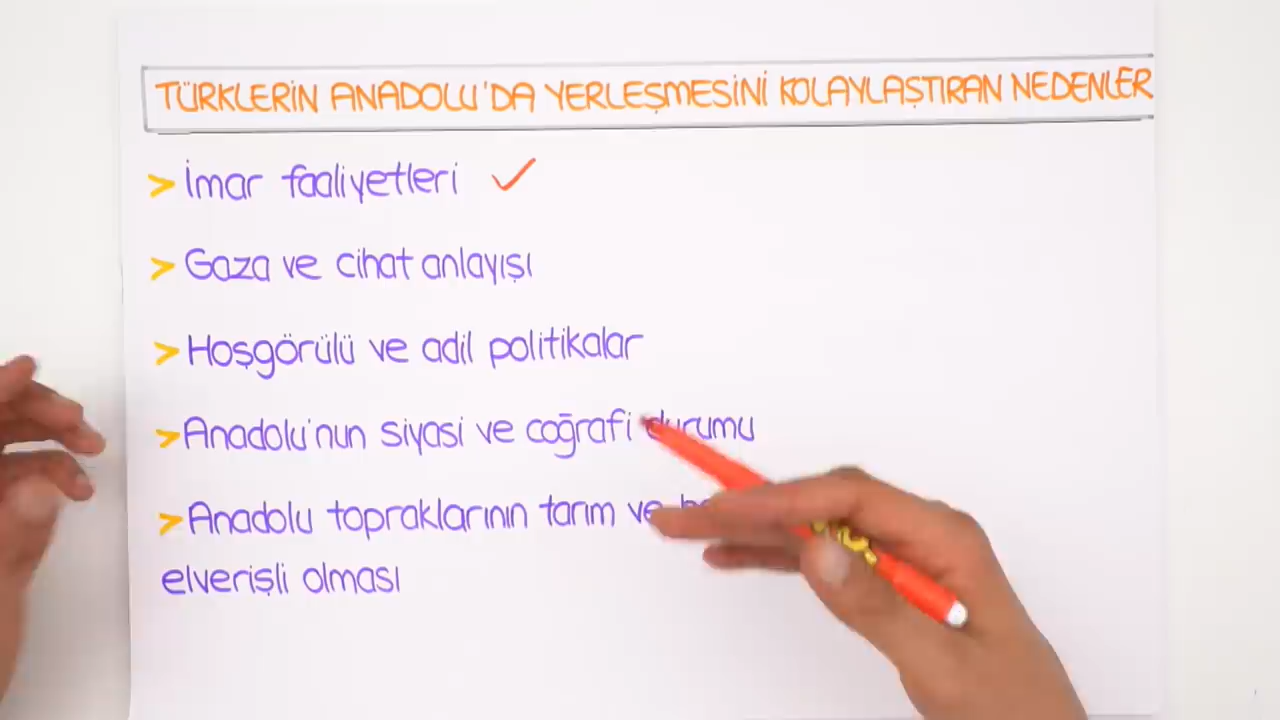 TÜRKLERİN ANADOLU'DA YERLEŞMESİNİ KOLAYLAŞTIRAN NEDENLER
> İmar faaliyetleri ✓
> Gaza ve cihat anlayışı
> Hoşgörülü ve adil politikalar
> Anadolu'nun siyasi ve coğrafi durumu
> Anadolu topraklarının tarım ve
elverişli olması